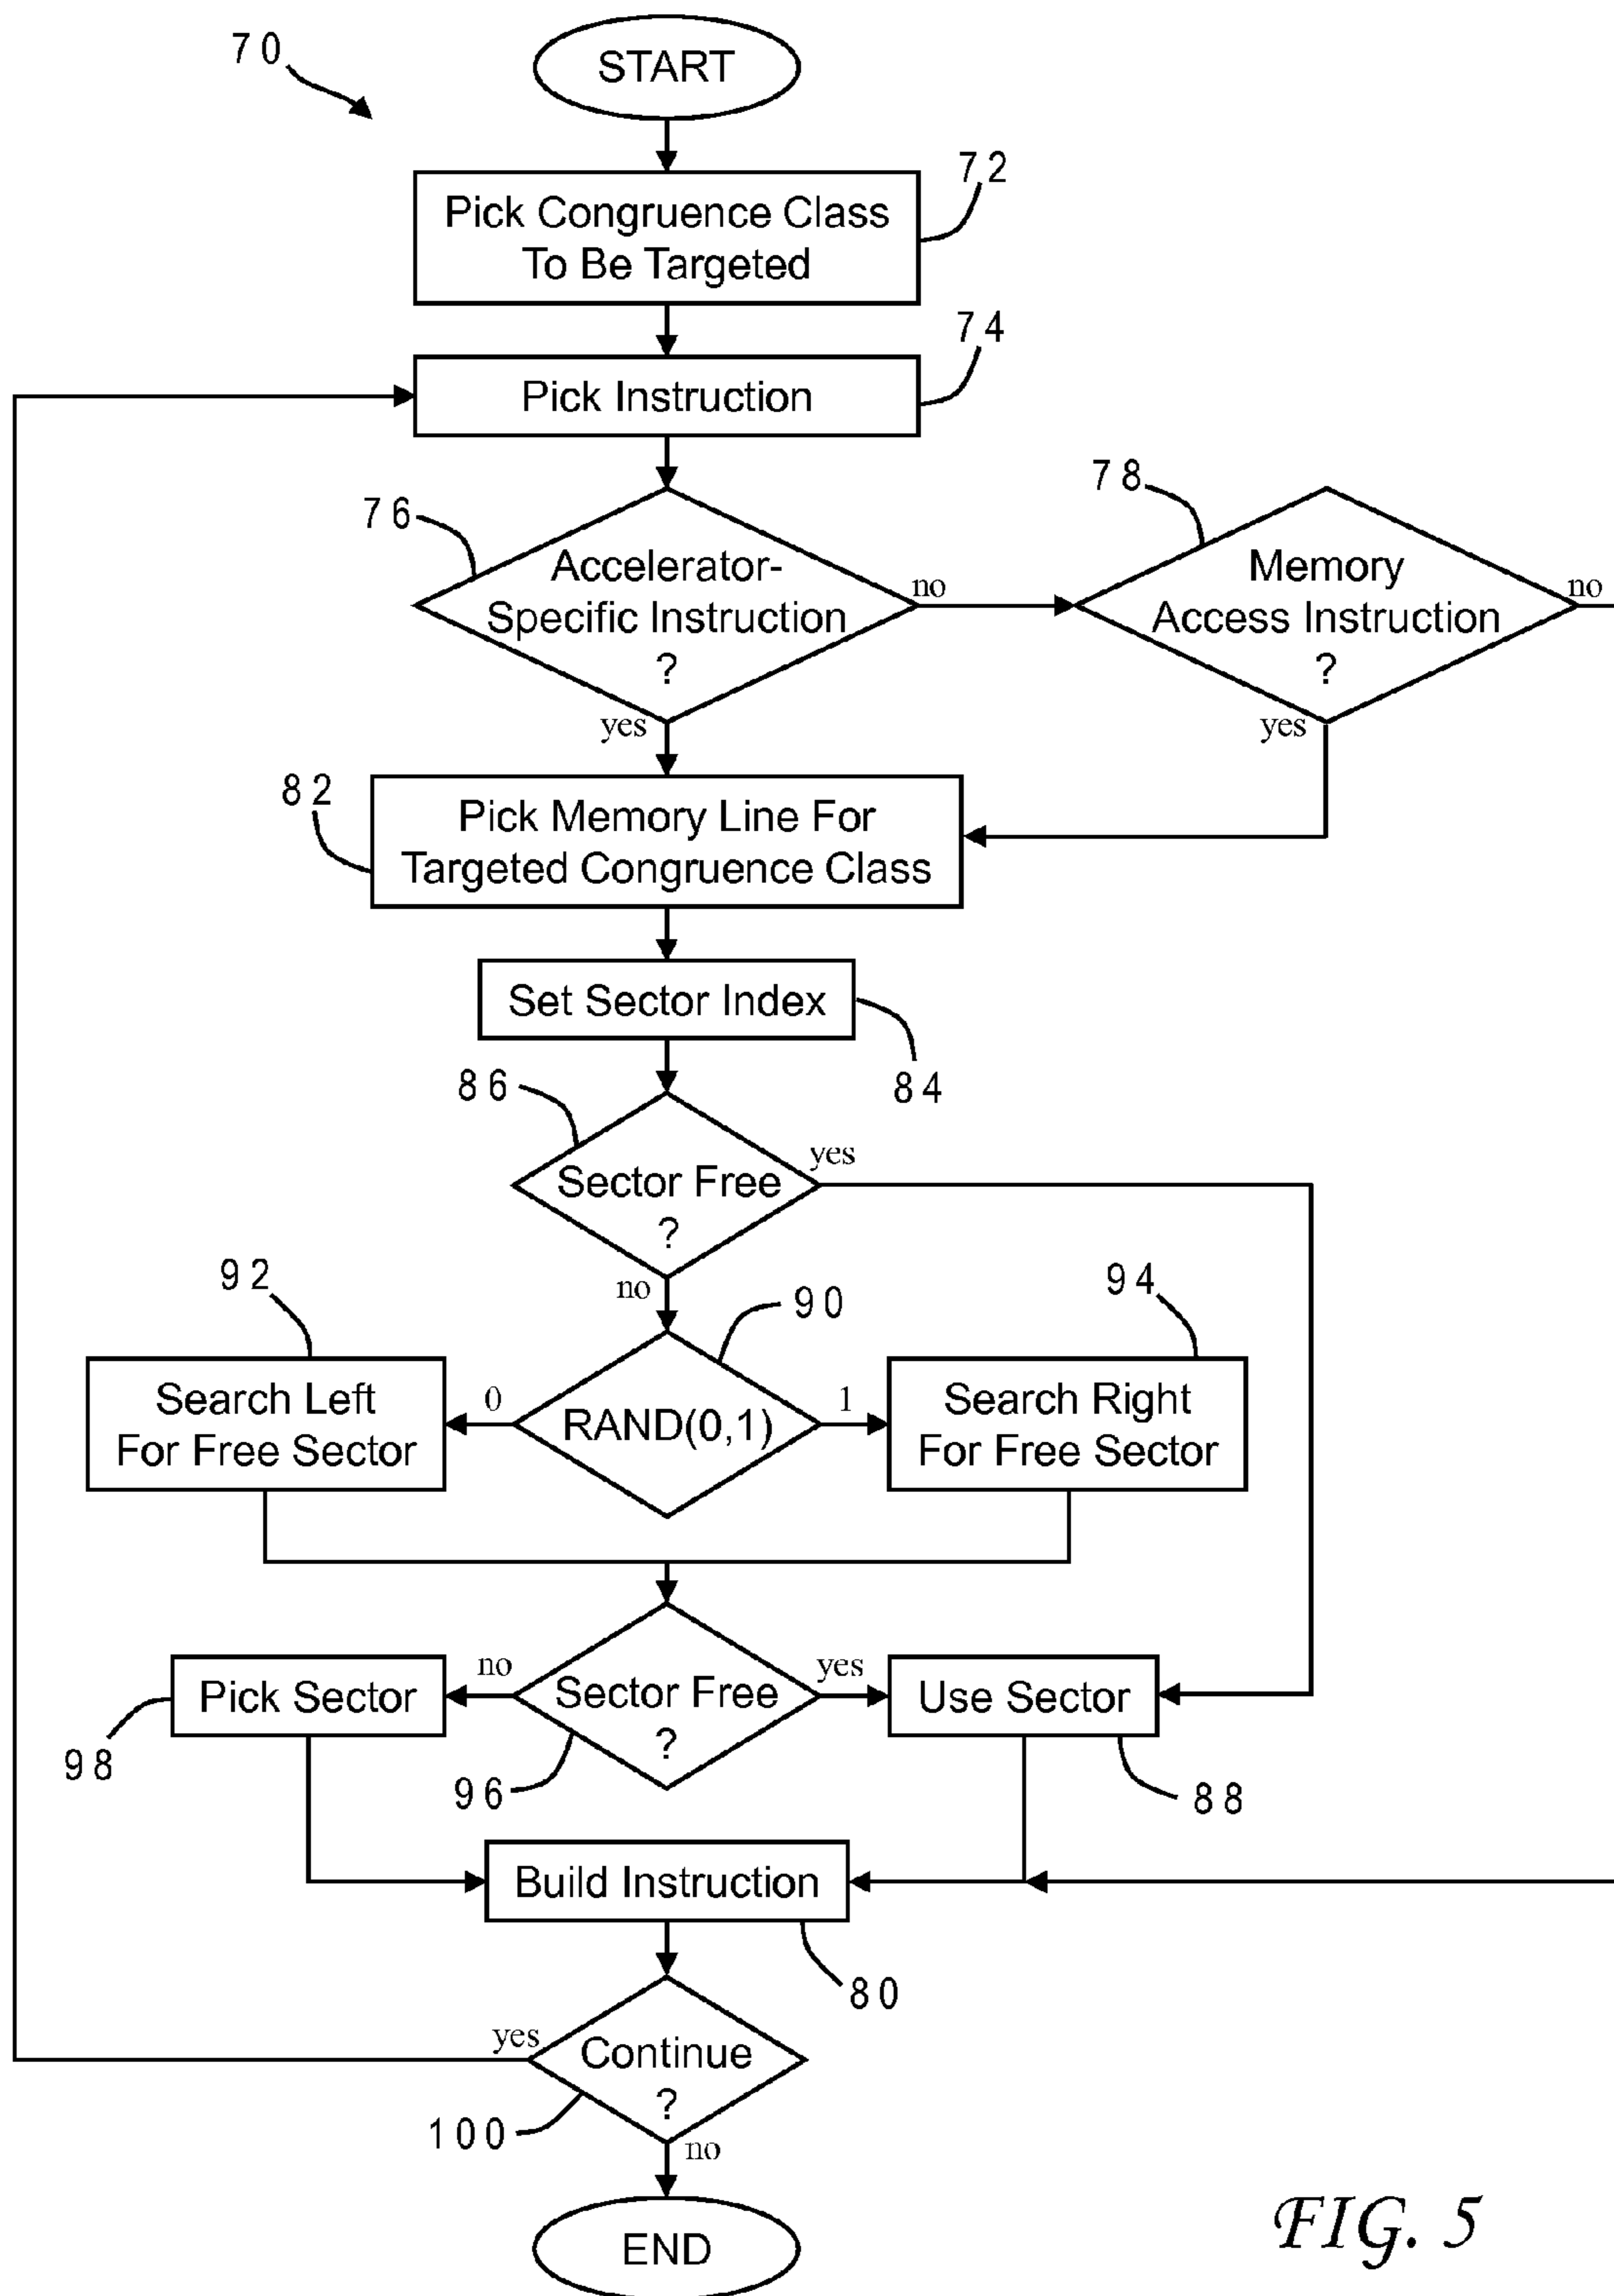 70
START
72
Pick Congruence Class
To Be Targeted
74
Pick Instruction
76
Accelerator-
Specific Instruction
?
no
yes
78
Memory
Access Instruction
?
no
yes
82
Pick Memory Line For
Targeted Congruence Class
Set Sector Index
84
86
Sector Free
?
yes
no
90
RAND(0,1)
0
1
92
Search Left
For Free Sector
94
Search Right
For Free Sector
Sector Free
?
no
yes
96
Pick Sector
98
Use Sector
88
Build Instruction
80
Continue
?
yes
no
100
END
FIG. 5